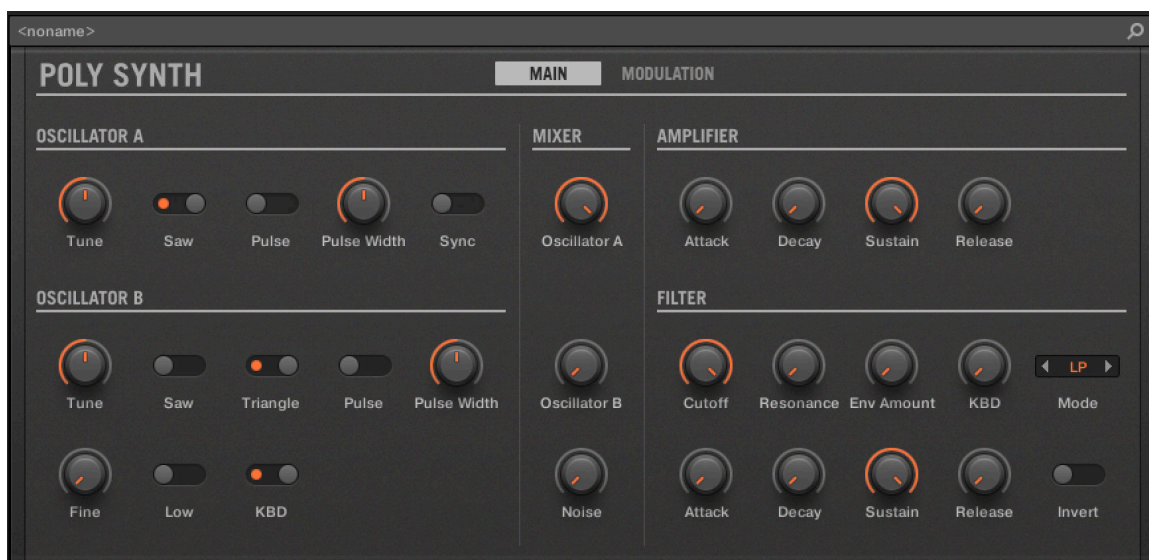 <noname>
POLY SYNTH MAIN MODULATION
OSCILLATOR A
Tune Saw Pulse Pulse Width Sync
OSCILLATOR B
Tune Saw Triangle Pulse Pulse Width
Fine Low KBD
MIXER
Oscillator A
Oscillator B
Noise
AMPLIFIER
Attack Decay Sustain Release
FILTER
Cutoff Resonance Env Amount KBD LP Mode
Attack Decay Sustain Release Invert